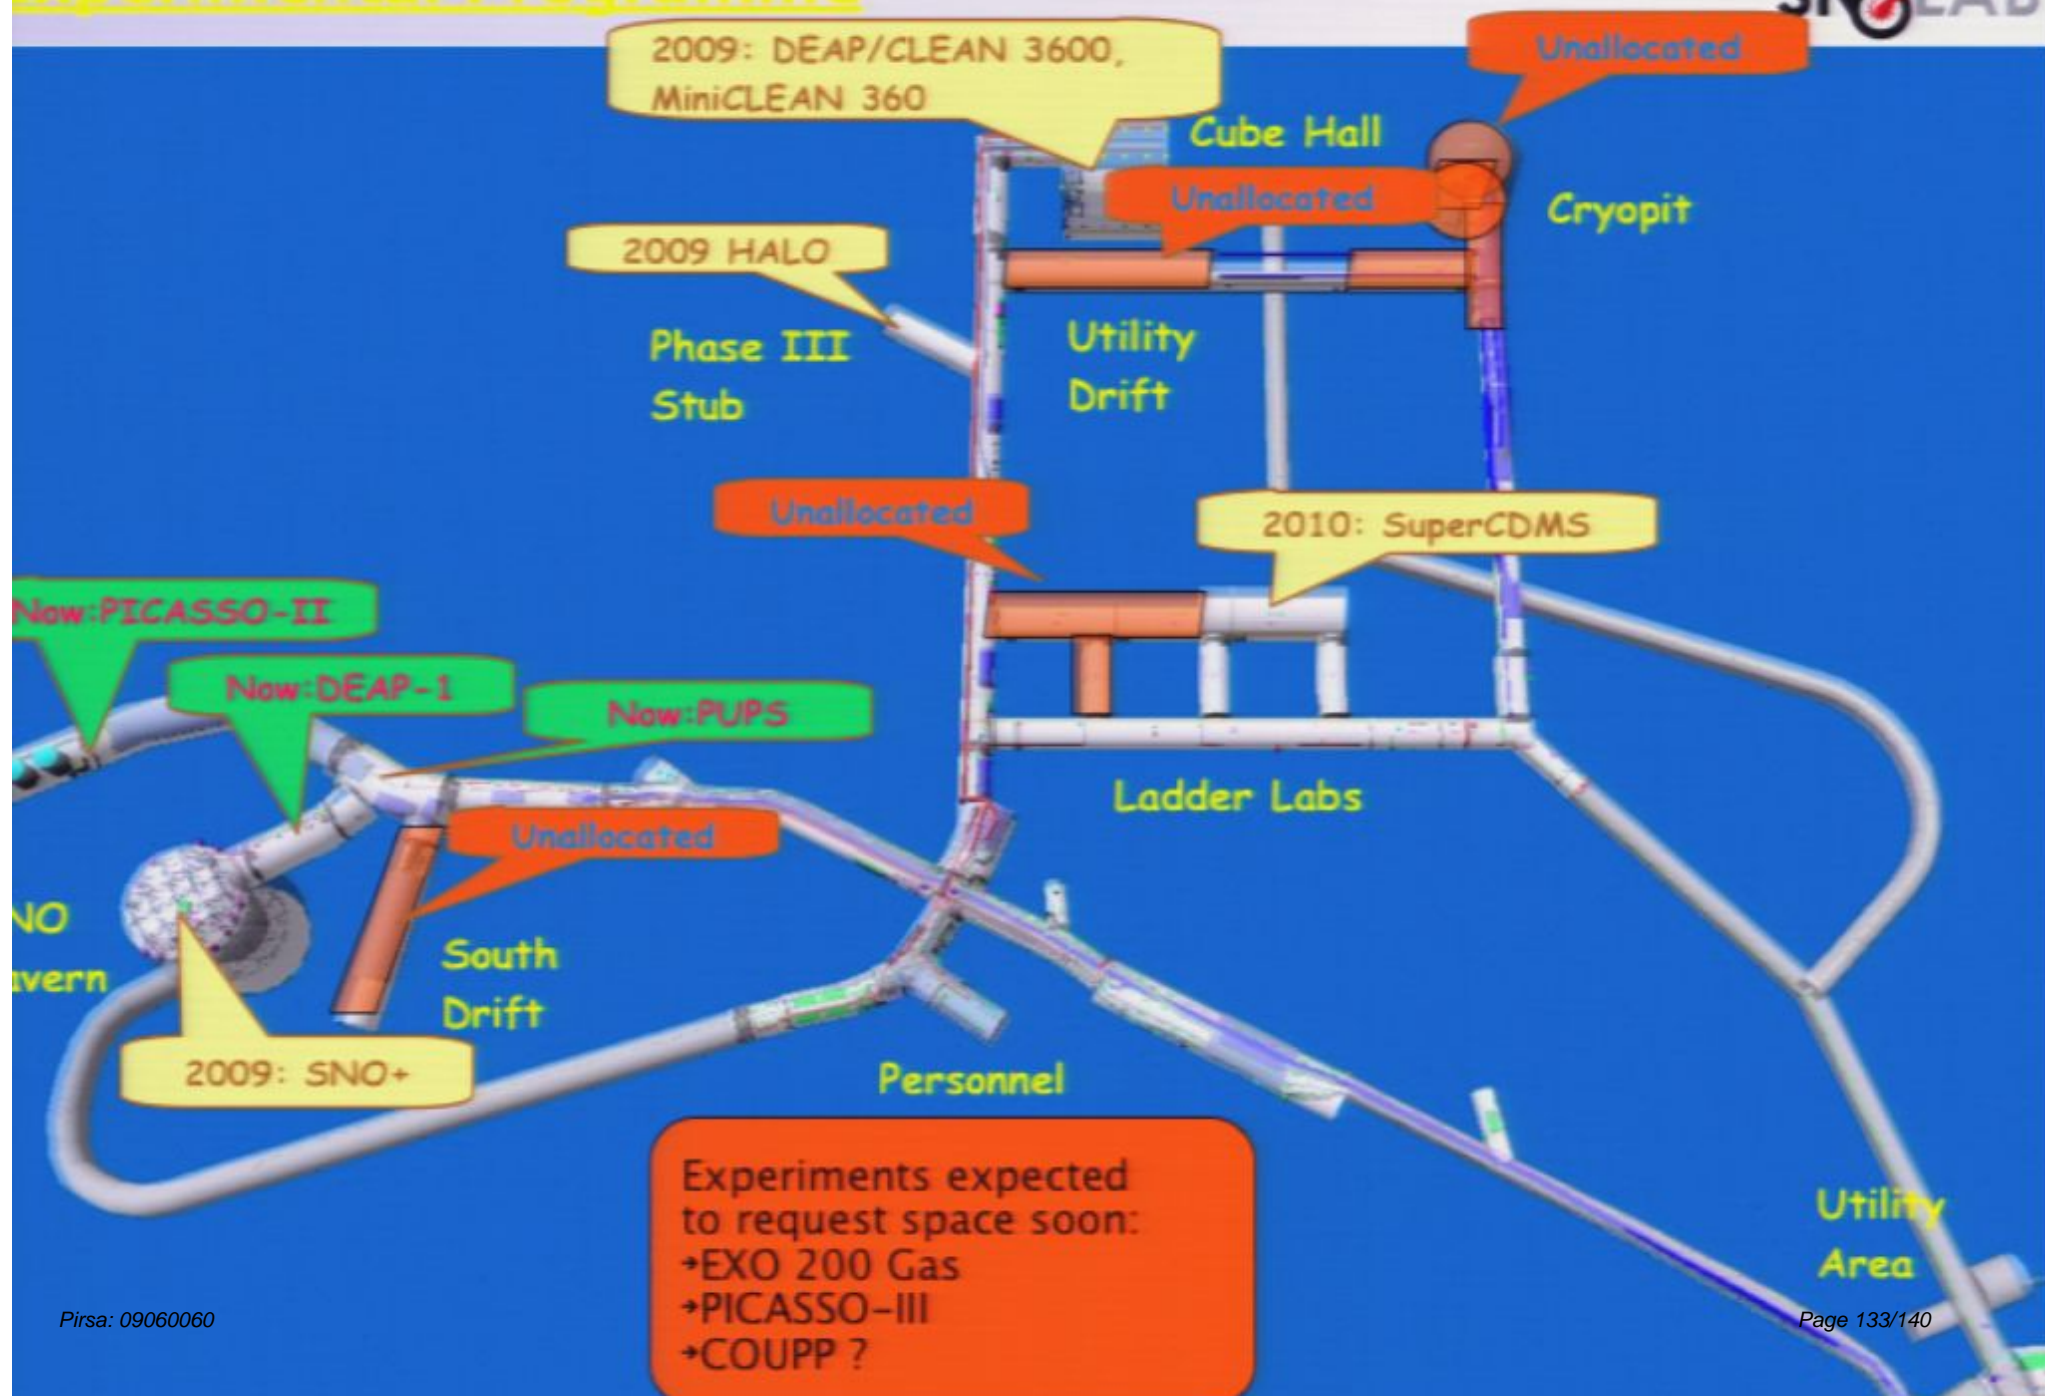 2009: DEAP/CLEAN 3600,
MiniCLEAN 360
Unallocated
Cube Hall
Unallocated
Cryopit
2009 HALO
Phase III
Stub
Utility
Drift
Unallocated
2010: SuperCDMS
Now:PICASSO-II
Now:DEAP-1
Now:PUPS
Ladder Labs
Unallocated
South
Drift
2009: SNO+
Personnel
Experiments expected
to request space soon:
→EXO 200 Gas
→PICASSO-III
→COUPP ?
Utility
Area
Pirsa: 09060060
Page 133/140